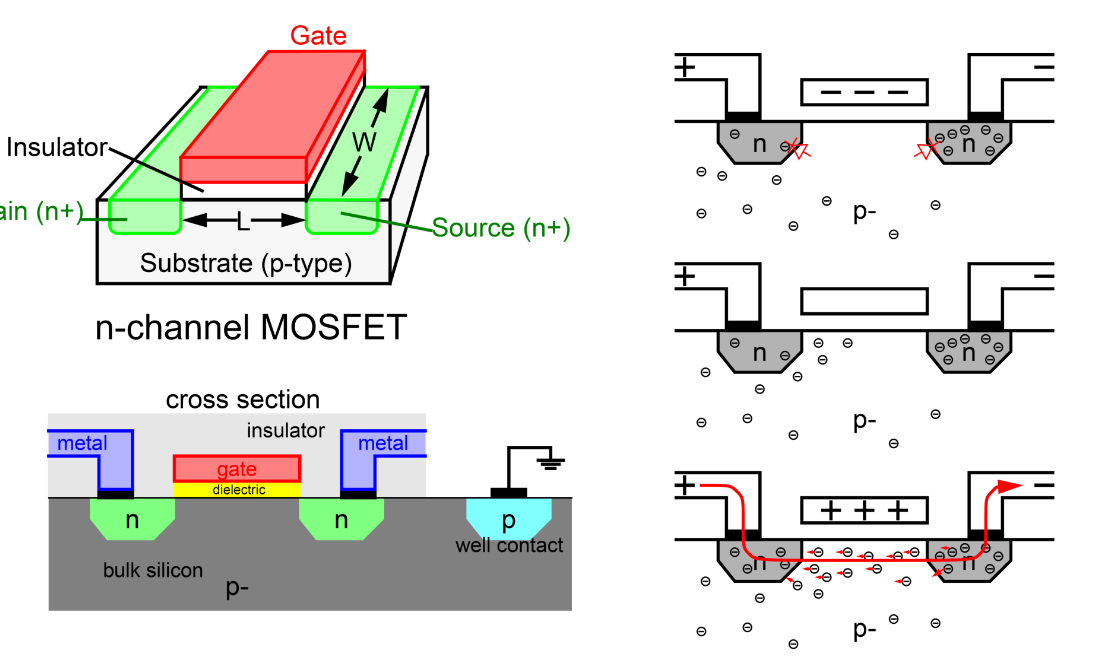 Gate
Insulator
W
ain (n+)
L
Source (n+)
Substrate (p-type)
n-channel MOSFET
cross section
insulator
metal
metal
gate
dielectric
n
n
p
well contact
bulk silicon
p-
+
−
− − −
n
n
p-
+
−
n
n
p-
+
−
+ + +
n
n
p-